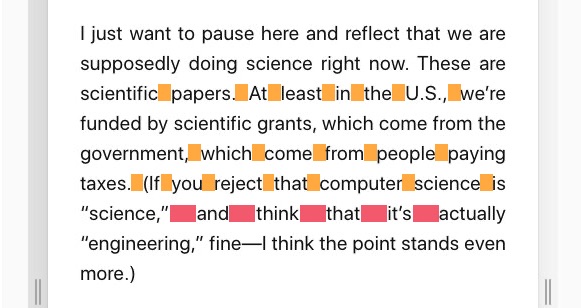 I just want to pause here and reflect that we are
supposedly doing science right now. These are
scientific papers. At least in the U.S., we’re
funded by scientific grants, which come from the
government, which come from people paying
taxes. (If you reject that computer science is
“science,” and think that it’s actually
“engineering,” fine—I think the point stands even
more.)